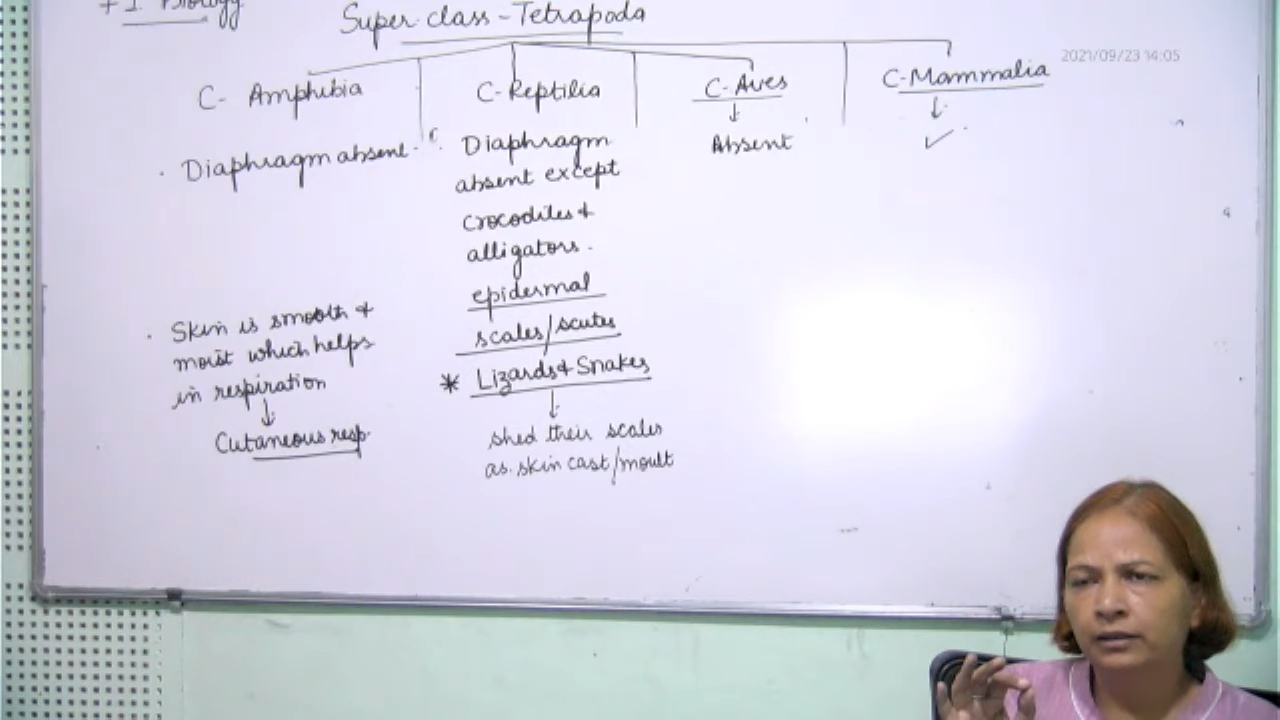 +1 Biology
Super class - Tetrapoda
2021/09/23 14:05
C- Amphibia
· Diaphragm absent.
· Skin is smooth &
moist which helps
in respiration
↓
Cutaneous resp.
C- Reptilia
Diaphragm
absent except
crocodiles &
alligators.
epidermal
scales/scutes
* Lizards & Snakes
↓
shed their scales
as skin cast/moult
C- Aves
↓
Absent
C-Mammalia
↓
✓